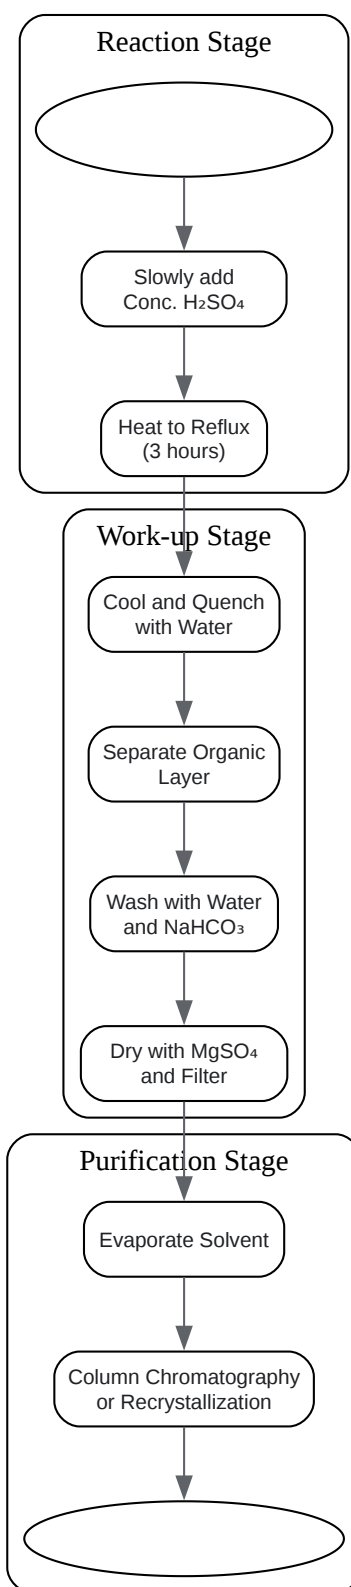 Reaction Stage
Slowly add
Conc. H₂SO₄
Heat to Reflux
(3 hours)
Work-up Stage
Cool and Quench
with Water
Separate Organic
Layer
Wash with Water
and NaHCO₃
Dry with MgSO₄
and Filter
Purification Stage
Evaporate Solvent
Column Chromatography
or Recrystallization